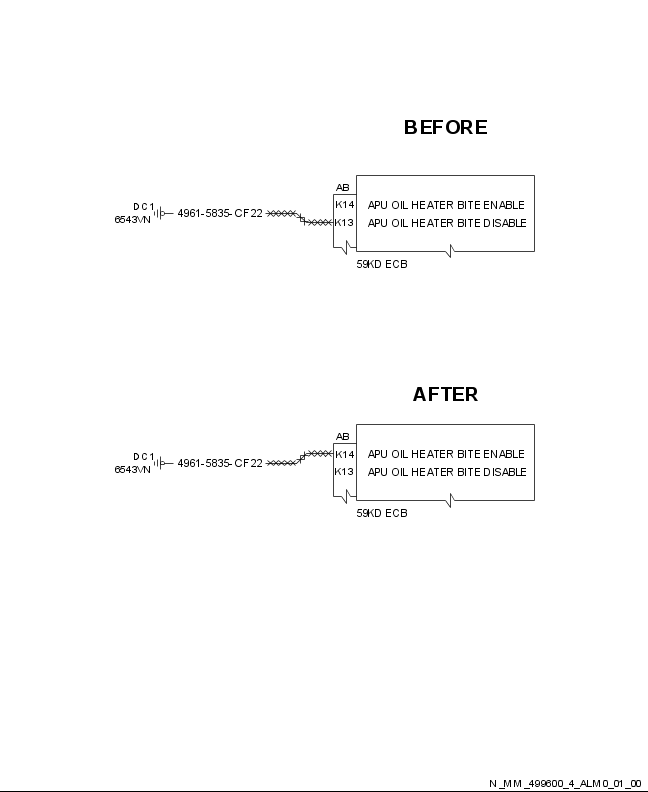 BEFORE
AB
DC1
K14 APU OIL HEATER BITE ENABLE
6543VN 4961-5835-CF22 K13 APU OIL HEATER BITE DISABLE
59KD ECB
AFTER
AB
DC1
K14 APU OIL HEATER BITE ENABLE
6543VN 4961-5835-CF22 K13 APU OIL HEATER BITE DISABLE
59KD ECB
N_MM_499600_4_ALM0_01_00